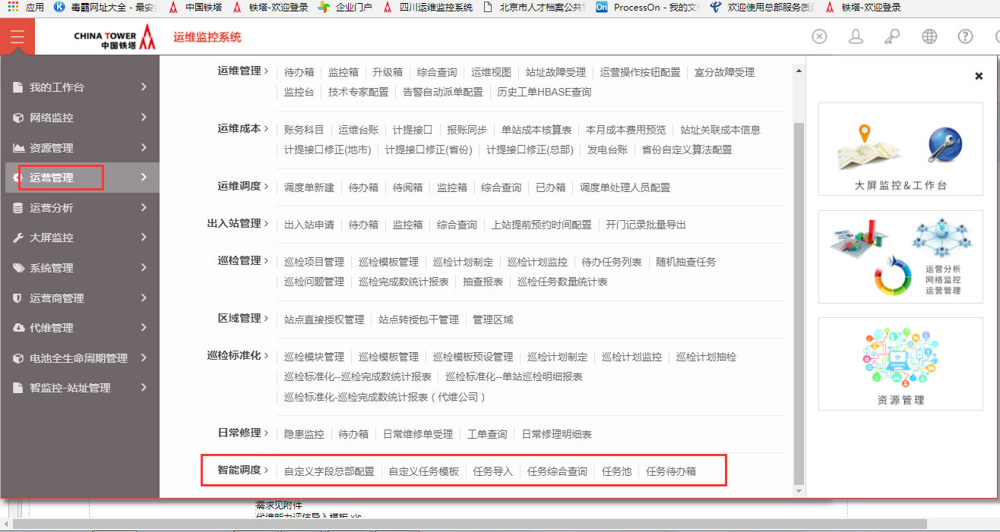 应用 毒霸网址大全 - 最安 中国铁塔 铁塔-欢迎登录 企业门户 四川运维监控系统 北京市人才档案公共管 ProcessOn - 我的文 欢迎使用总部服务质量 铁塔-欢迎登录
CHINA TOWER
中国铁塔
运维监控系统
我的工作台
网络监控
资源管理
运营管理
运营分析
大屏监控
系统管理
运营商管理
代维管理
电池全生命周期管理
智监控-站址管理
运维管理 待办箱 监控箱 升级箱 综合查询 运维视图 站址故障受理 运营操作按钮配置 室分故障受理
监控台 技术专家配置 告警自动派单配置 历史工单HBASE查询
运维成本 账务科目 运维台账 计提接口 报账同步 单站成本核算表 本月成本费用预览 站址关联成本信息
计提接口修正(地市) 计提接口修正(省份) 计提接口修正(总部) 发电台账 省份自定义算法配置
运维调度 调度单新建 待办箱 待阅箱 监控箱 综合查询 已办箱 调度单处理人员配置
出入站管理 出入站申请 待办箱 监控箱 综合查询 上站提前预约时间配置 开门记录批量导出
巡检管理 巡检项目管理 巡检模板管理 巡检计划制定 巡检计划监控 待办任务列表 随机抽查任务
巡检问题管理 巡检完成数统计报表 抽查报表 巡检任务数量统计表
区域管理 站点直接授权管理 站点转授包干管理 管理区域
巡检标准化 巡检模块管理 巡检模板管理 巡检模板预设管理 巡检计划制定 巡检计划监控 巡检计划抽检
巡检标准化--巡检完成数统计报表 巡检标准化--单站巡检明细报表
巡检标准化-巡检完成数统计报表（代维公司）
日常修理 隐患监控 待办箱 日常维修单受理 工单查询 日常修理明细表
智能调度 自定义字段总部配置 自定义任务模板 任务导入 任务综合查询 任务池 任务待办箱
大屏监控&工作台
运营分析
网络监控
运营管理
资源管理
需求见附件
代维能力评估导入模板.xls